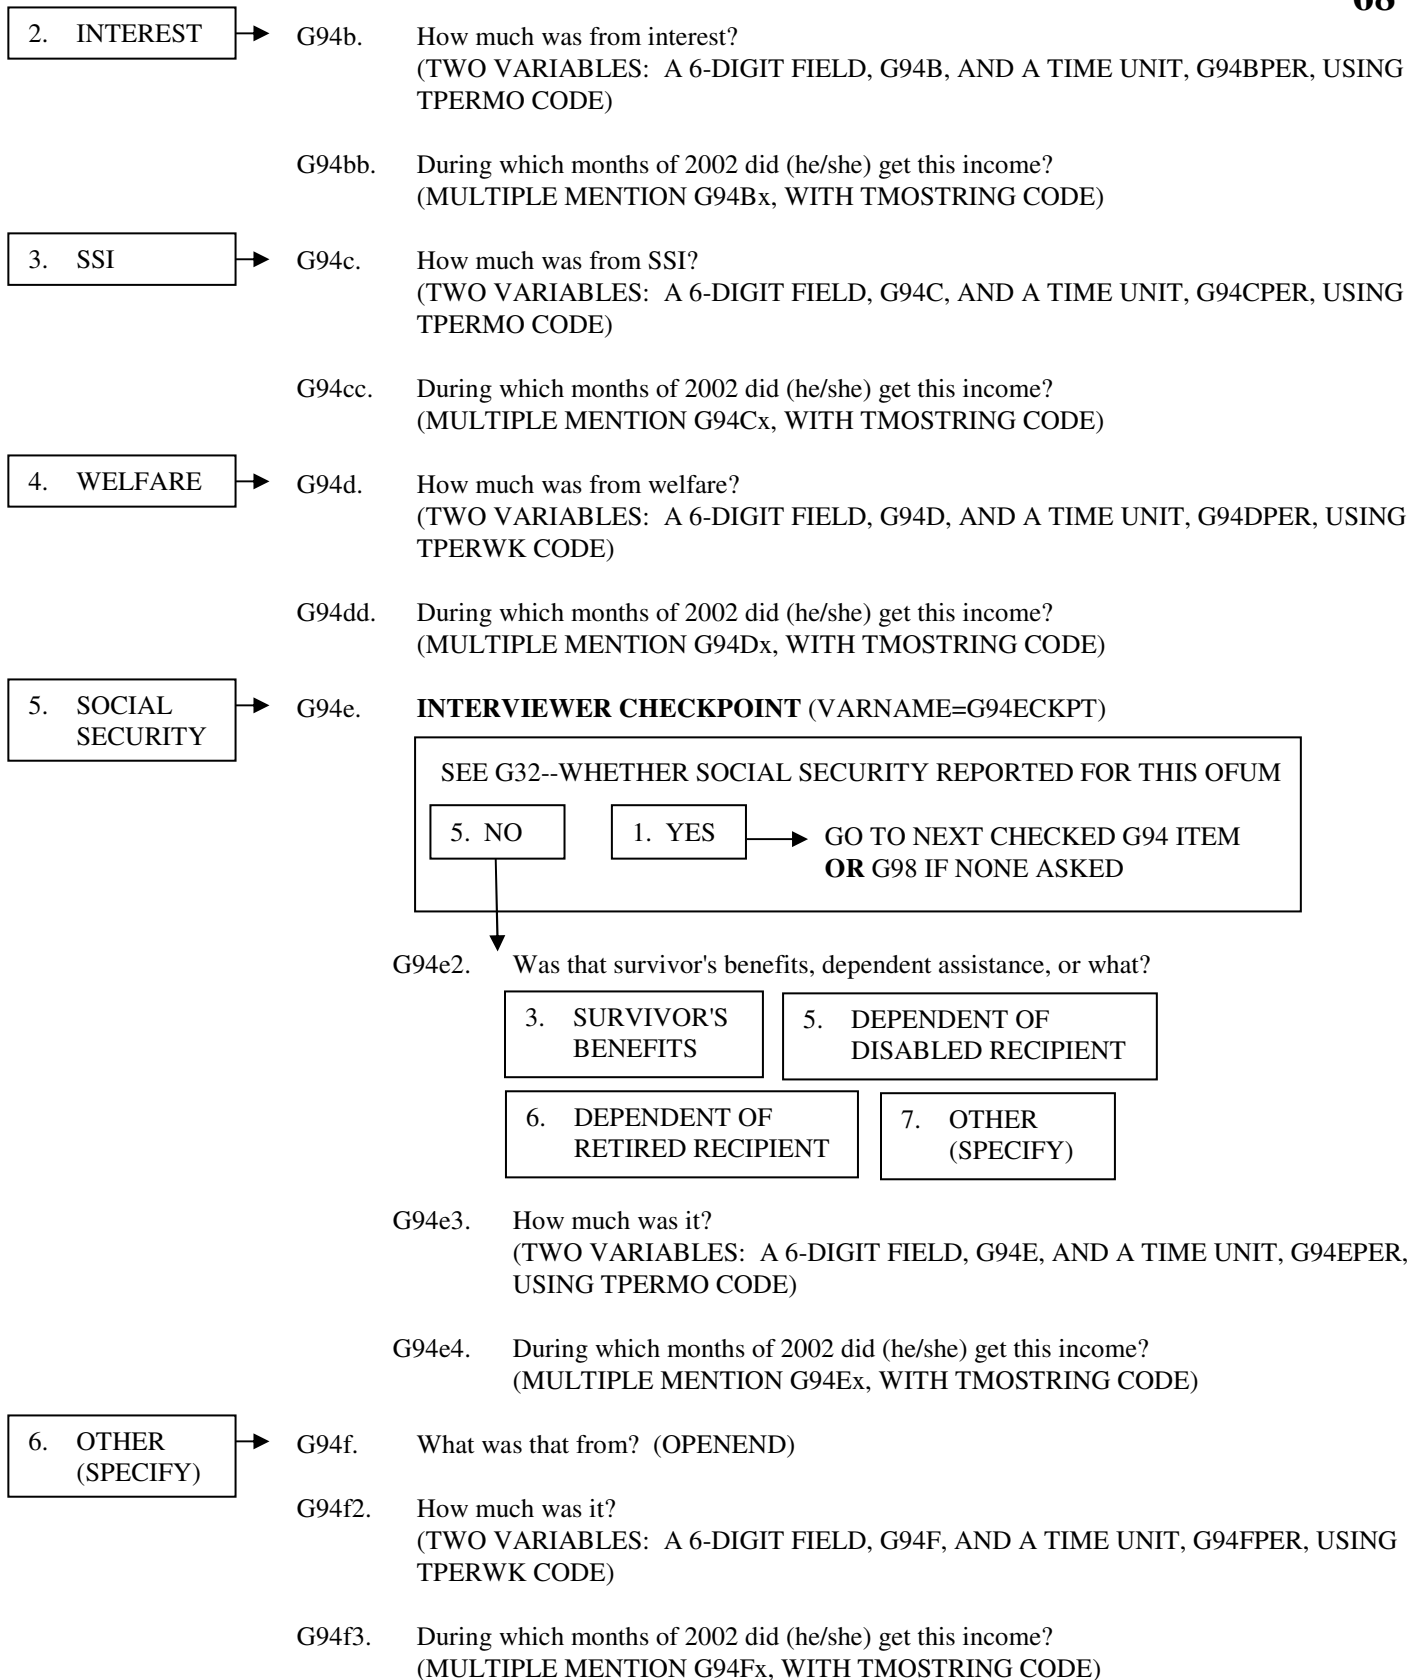 68
2. INTEREST G94b. How much was from interest?
(TWO VARIABLES: A 6-DIGIT FIELD, G94B, AND A TIME UNIT, G94BPER, USING
TPERMO CODE)
G94bb. During which months of 2002 did (he/she) get this income?
(MULTIPLE MENTION G94Bx, WITH TMOSTRING CODE)
3. SSI G94c. How much was from SSI?
(TWO VARIABLES: A 6-DIGIT FIELD, G94C, AND A TIME UNIT, G94CPER, USING
TPERMO CODE)
G94cc. During which months of 2002 did (he/she) get this income?
(MULTIPLE MENTION G94Cx, WITH TMOSTRING CODE)
4. WELFARE G94d. How much was from welfare?
(TWO VARIABLES: A 6-DIGIT FIELD, G94D, AND A TIME UNIT, G94DPER, USING
TPERWK CODE)
G94dd. During which months of 2002 did (he/she) get this income?
(MULTIPLE MENTION G94Dx, WITH TMOSTRING CODE)
5. SOCIAL
SECURITY
G94e. INTERVIEWER CHECKPOINT (VARNAME=G94ECKPT)
SEE G32--WHETHER SOCIAL SECURITY REPORTED FOR THIS OFUM
5. NO
1. YES
GO TO NEXT CHECKED G94 ITEM
OR G98 IF NONE ASKED
G94e2. Was that survivor's benefits, dependent assistance, or what?
3. SURVIVOR'S
BENEFITS
5. DEPENDENT OF
DISABLED RECIPIENT
6. DEPENDENT OF
RETIRED RECIPIENT
7. OTHER
(SPECIFY)
G94e3. How much was it?
(TWO VARIABLES: A 6-DIGIT FIELD, G94E, AND A TIME UNIT, G94EPER,
USING TPERMO CODE)
G94e4. During which months of 2002 did (he/she) get this income?
(MULTIPLE MENTION G94Ex, WITH TMOSTRING CODE)
6. OTHER
(SPECIFY)
G94f. What was that from? (OPENEND)
G94f2. How much was it?
(TWO VARIABLES: A 6-DIGIT FIELD, G94F, AND A TIME UNIT, G94FPER, USING
TPERWK CODE)
G94f3. During which months of 2002 did (he/she) get this income?
(MULTIPLE MENTION G94Fx, WITH TMOSTRING CODE)